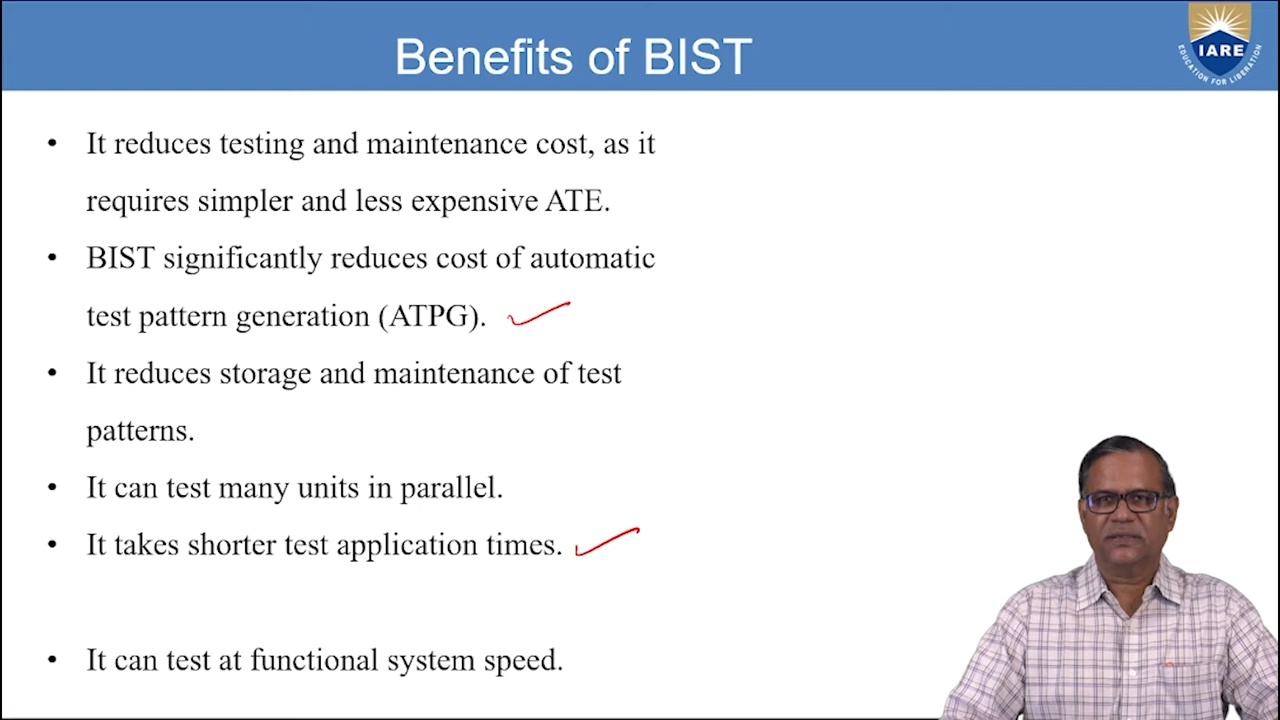 Benefits of BIST
IARE
EDUCATION FOR LIBERATION
• It reduces testing and maintenance cost, as it
requires simpler and less expensive ATE.
• BIST significantly reduces cost of automatic
test pattern generation (ATPG).
• It reduces storage and maintenance of test
patterns.
• It can test many units in parallel.
• It takes shorter test application times.
• It can test at functional system speed.